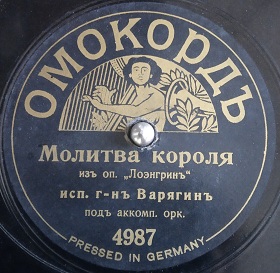 ОМОКОРДЪ
Молитва короля
изъ оп. „Лоэнгринъ“
исп. г-нъ Варягинъ
подъ аккомп. орк.
4987
PRESSED IN GERMANY